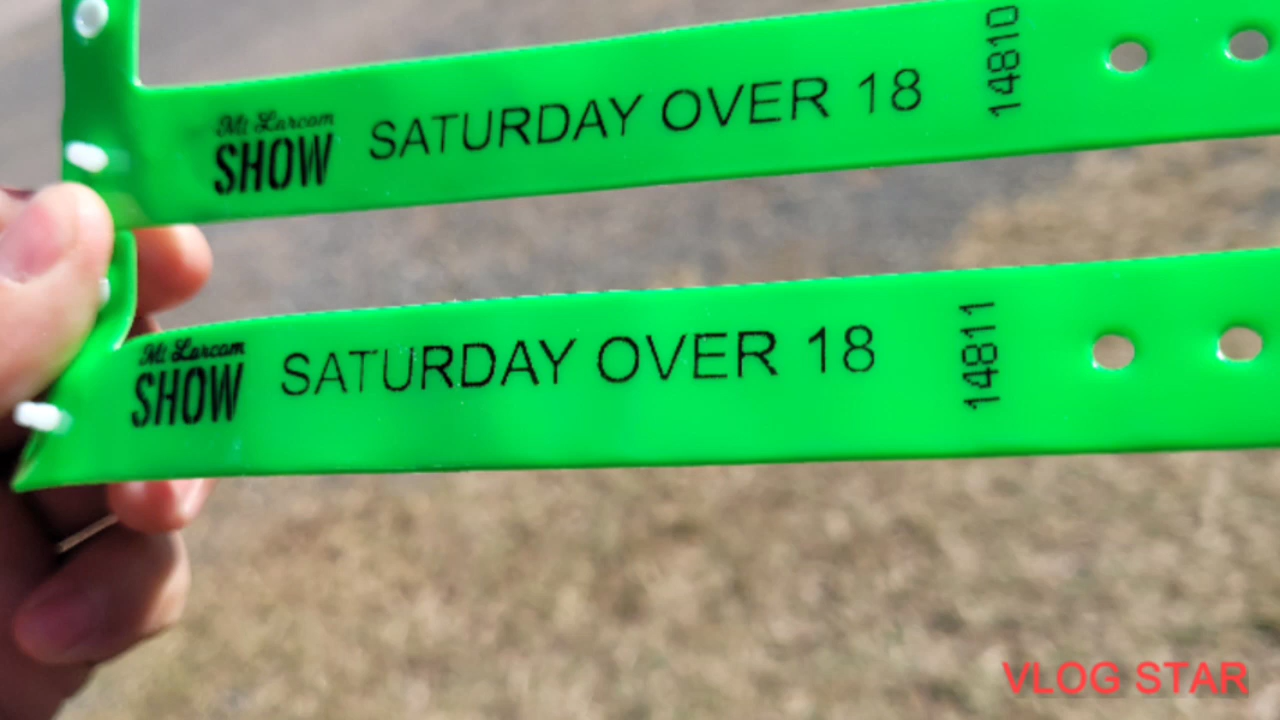 Mt Larcom
SHOW
SATURDAY OVER 18
14810
Mt Larcom
SHOW
SATURDAY OVER 18
14811
VLOG STAR